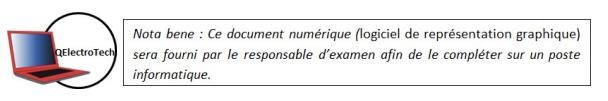 QElectroTech
Nota bene : Ce document numérique (logiciel de représentation graphique)
sera fourni par le responsable d'examen afin de le compléter sur un poste
informatique.